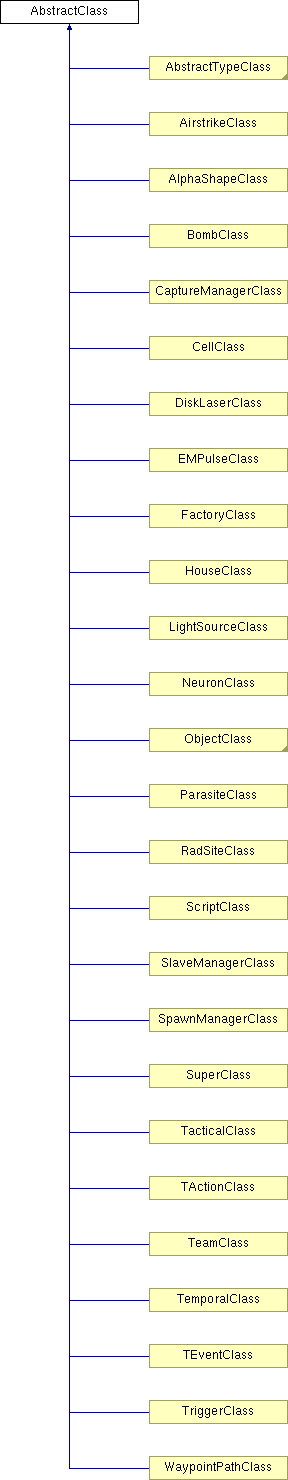 AbstractClass
AbstractTypeClass
AirstrikeClass
AlphaShapeClass
BombClass
CaptureManagerClass
CellClass
DiskLaserClass
EMPulseClass
FactoryClass
HouseClass
LightSourceClass
NeuronClass
ObjectClass
ParasiteClass
RadSiteClass
ScriptClass
SlaveManagerClass
SpawnManagerClass
SuperClass
TacticalClass
TActionClass
TeamClass
TemporalClass
TEventClass
TriggerClass
WaypointPathClass